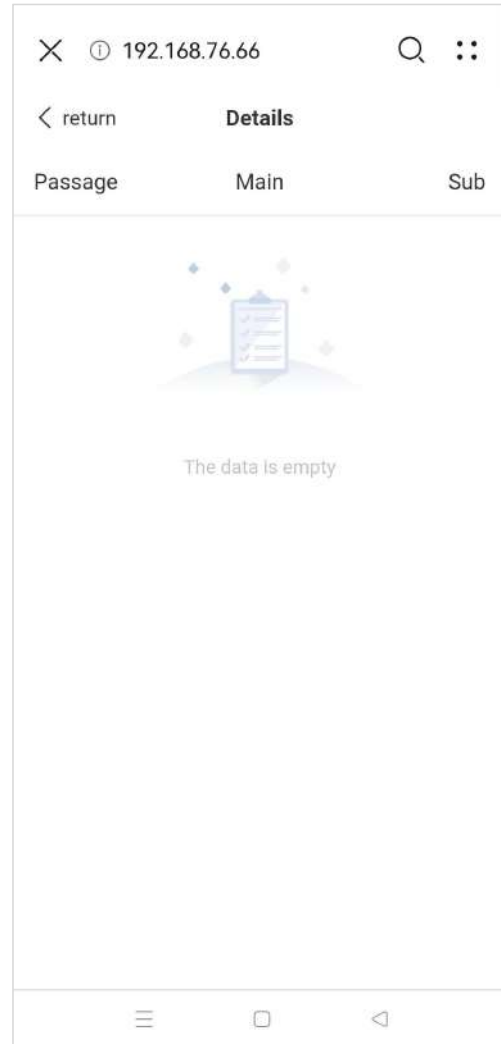 192.168.76.66
return Details
Passage Main Sub
The data is empty